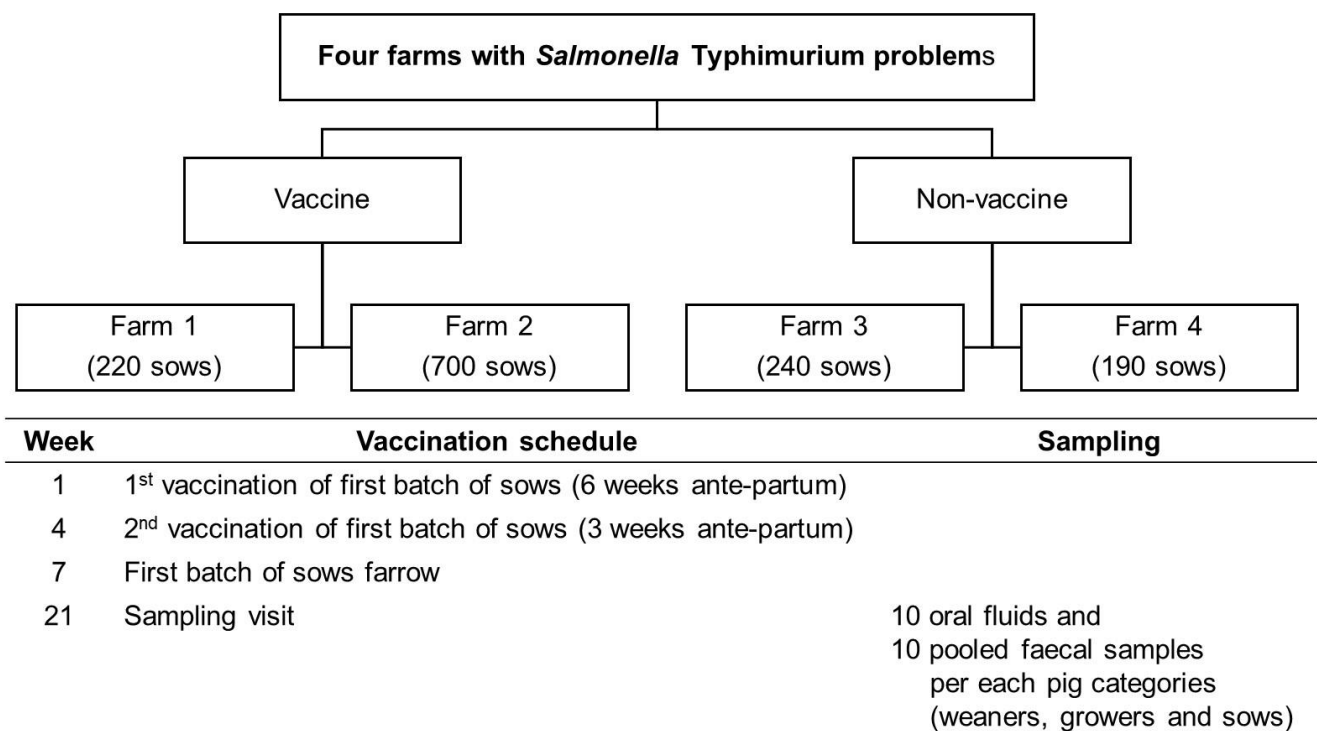 Four farms with Salmonella Typhimurium problems
Vaccine
Non-vaccine
Farm 1
(220 sows)
Farm 2
(700 sows)
Farm 3
(240 sows)
Farm 4
(190 sows)
Week Vaccination schedule Sampling
1 1st vaccination of first batch of sows (6 weeks ante-partum)
4 2nd vaccination of first batch of sows (3 weeks ante-partum)
7 First batch of sows farrow
21 Sampling visit 10 oral fluids and
10 pooled faecal samples
per each pig categories
(weaners, growers and sows)